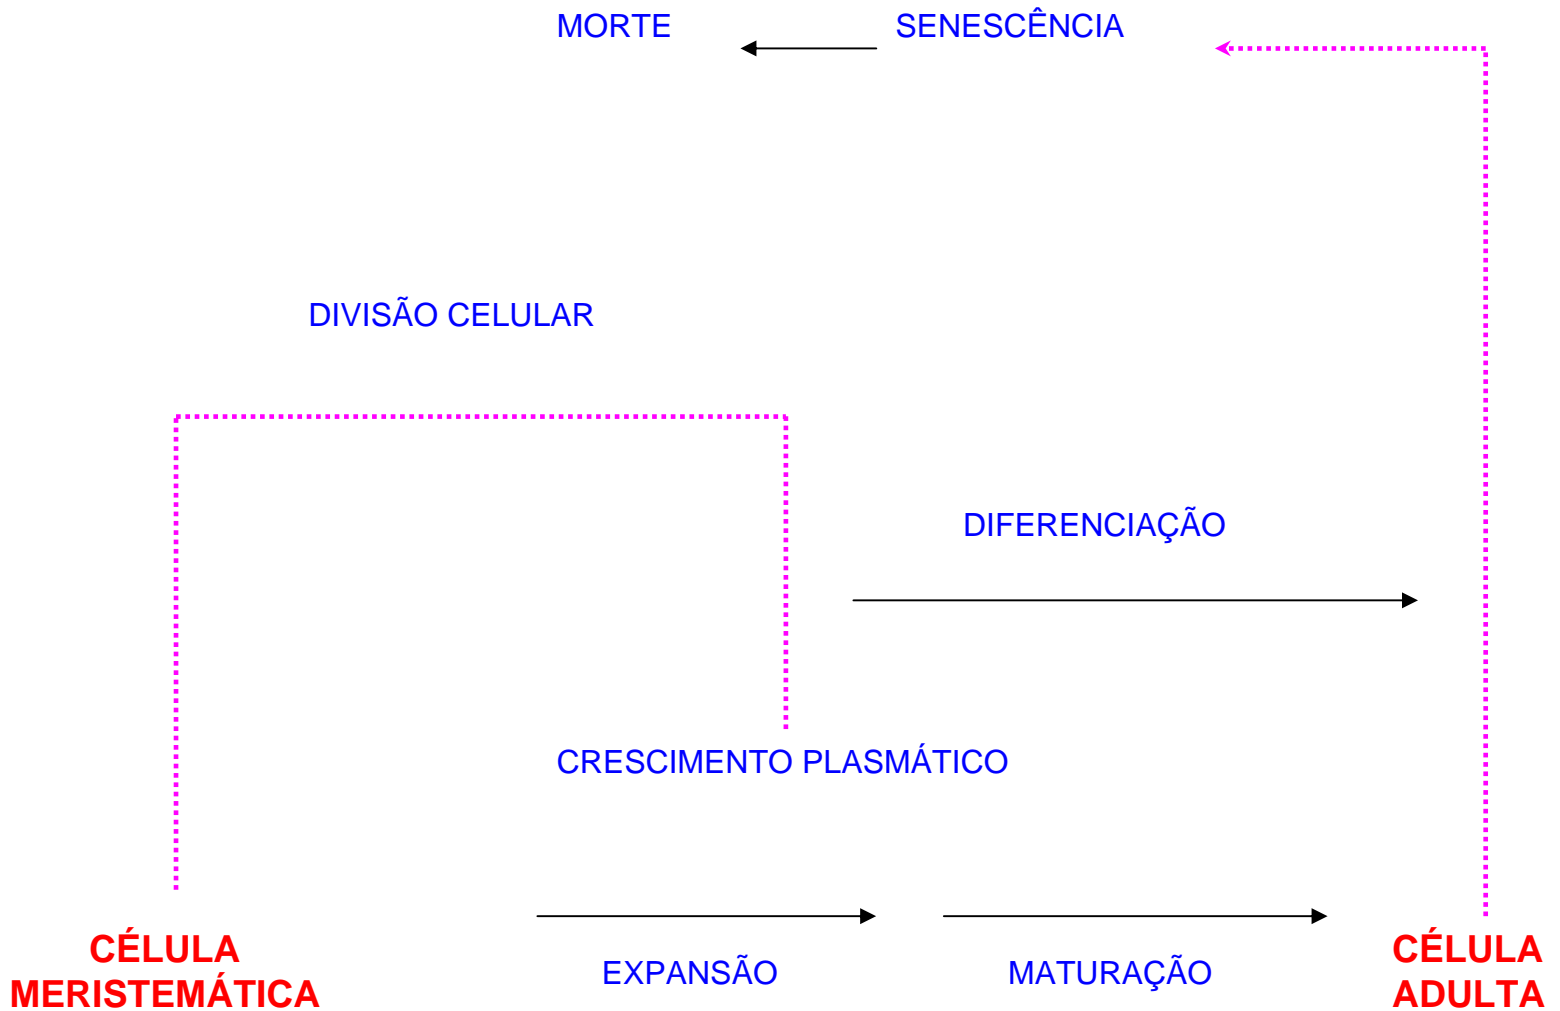 MORTE SENESCÊNCIA
DIVISÃO CELULAR
DIFERENCIAÇÃO
CRESCIMENTO PLASMÁTICO
CÉLULA
MERISTEMÁTICA
EXPANSÃO
MATURAÇÃO
CÉLULA
ADULTA